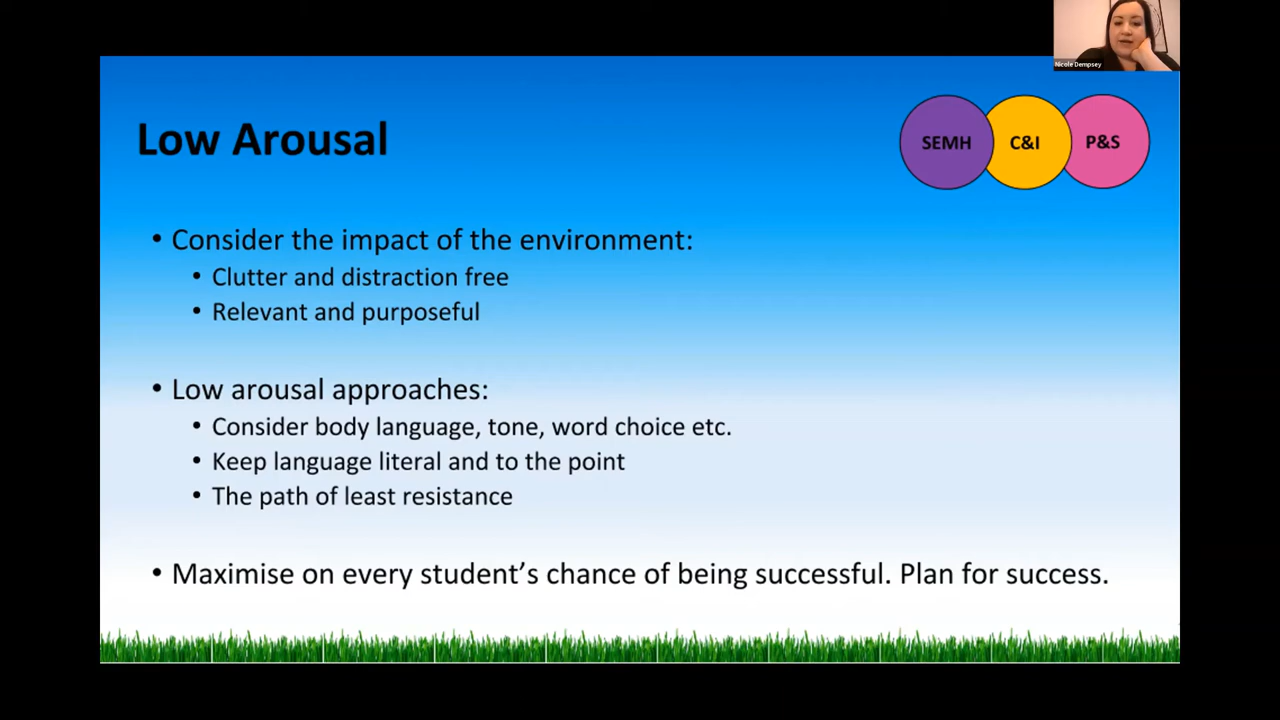 Nicole Dempsey
Low Arousal
SEMH
C&I
P&S
• Consider the impact of the environment:
• Clutter and distraction free
• Relevant and purposeful
• Low arousal approaches:
• Consider body language, tone, word choice etc.
• Keep language literal and to the point
• The path of least resistance
• Maximise on every student’s chance of being successful. Plan for success.